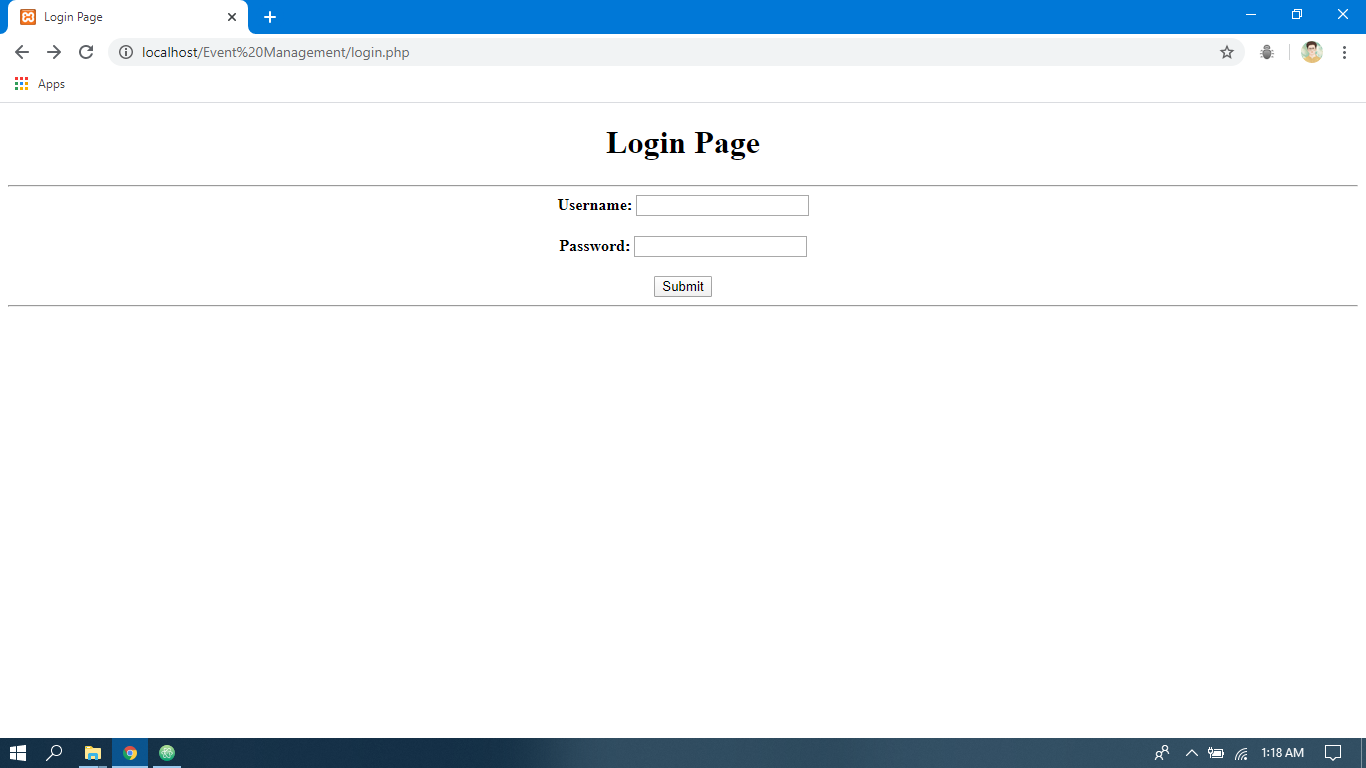 Login Page
localhost/Event%20Management/login.php
Apps
Login Page
Username:
Password:
Submit
1:18 AM